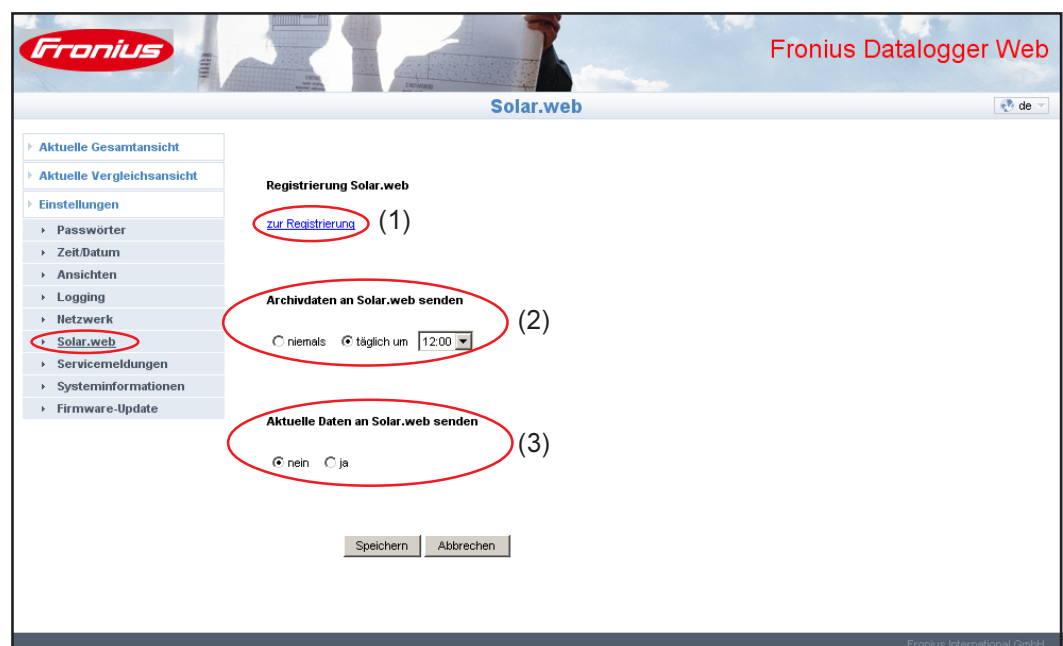 Fronius
Fronius Datalogger Web
Solar.web
de
Aktuelle Gesamtansicht
Aktuelle Vergleichsansicht
Einstellungen
Passwörter
Zeit/Datum
Ansichten
Logging
Netzwerk
Solar.web
Servicemeldungen
Systeminformationen
Firmware-Update
Registrierung Solar.web
zur Registrierung (1)
Archivdaten an Solar.web senden
(2)
niemals täglich um 12:00
Aktuelle Daten an Solar.web senden
(3)
nein ja
Speichern Abbrechen
Fronius International GmbH